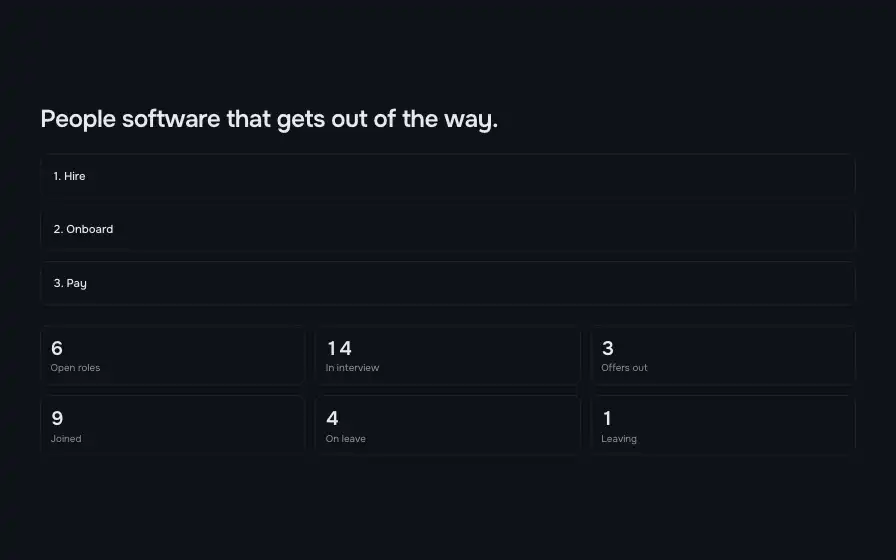 People software that gets out of the way.
1. Hire
2. Onboard
3. Pay
6
Open roles
14
In interview
3
Offers out
9
Joined
4
On leave
1
Leaving